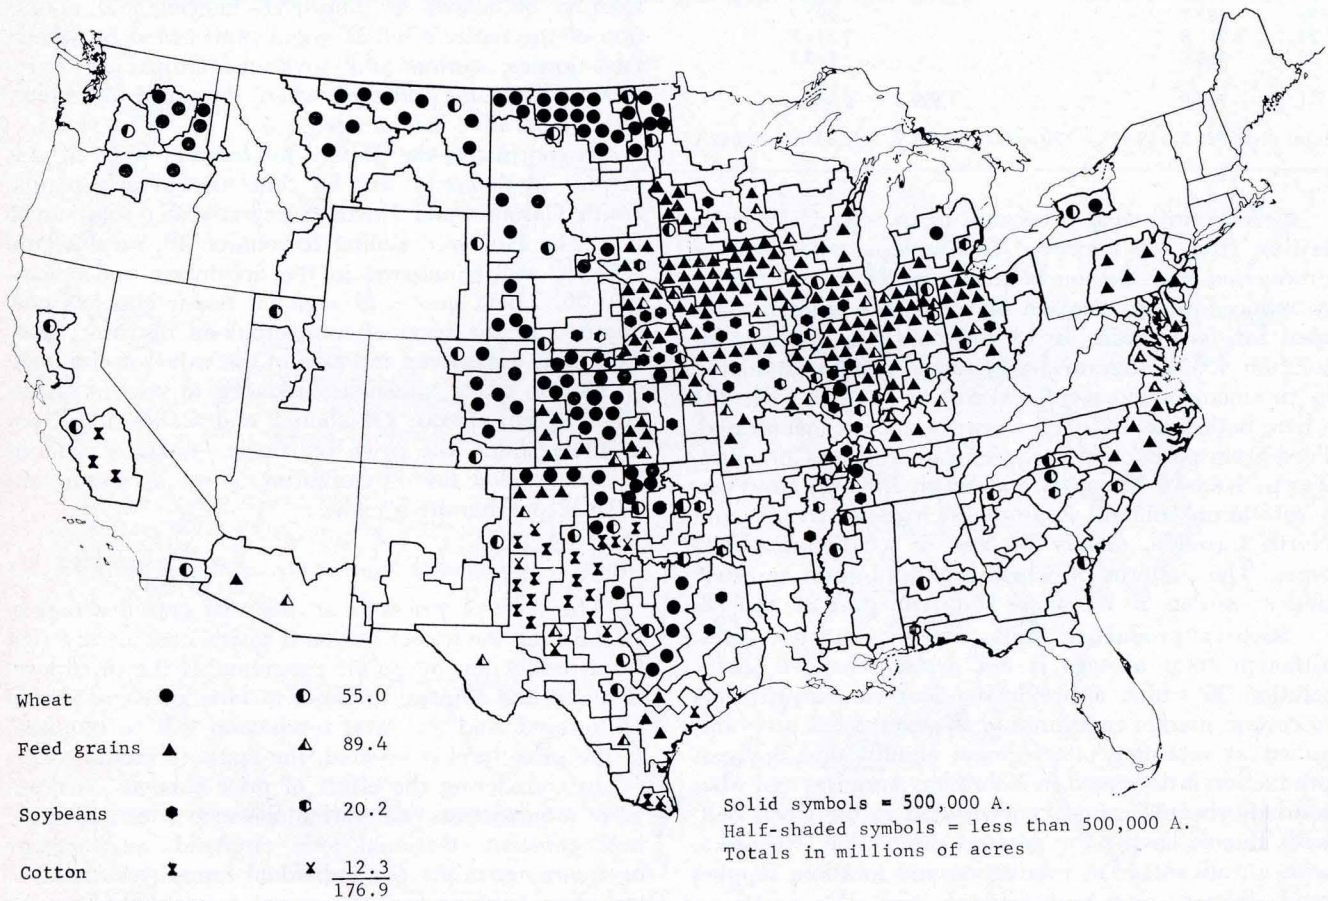 Wheat 55.0
Feed grains 89.4
Soybeans 20.2
Cotton 12.3
176.9
Solid symbols = 500,000 A.
Half-shaded symbols = less than 500,000 A.
Totals in millions of acres